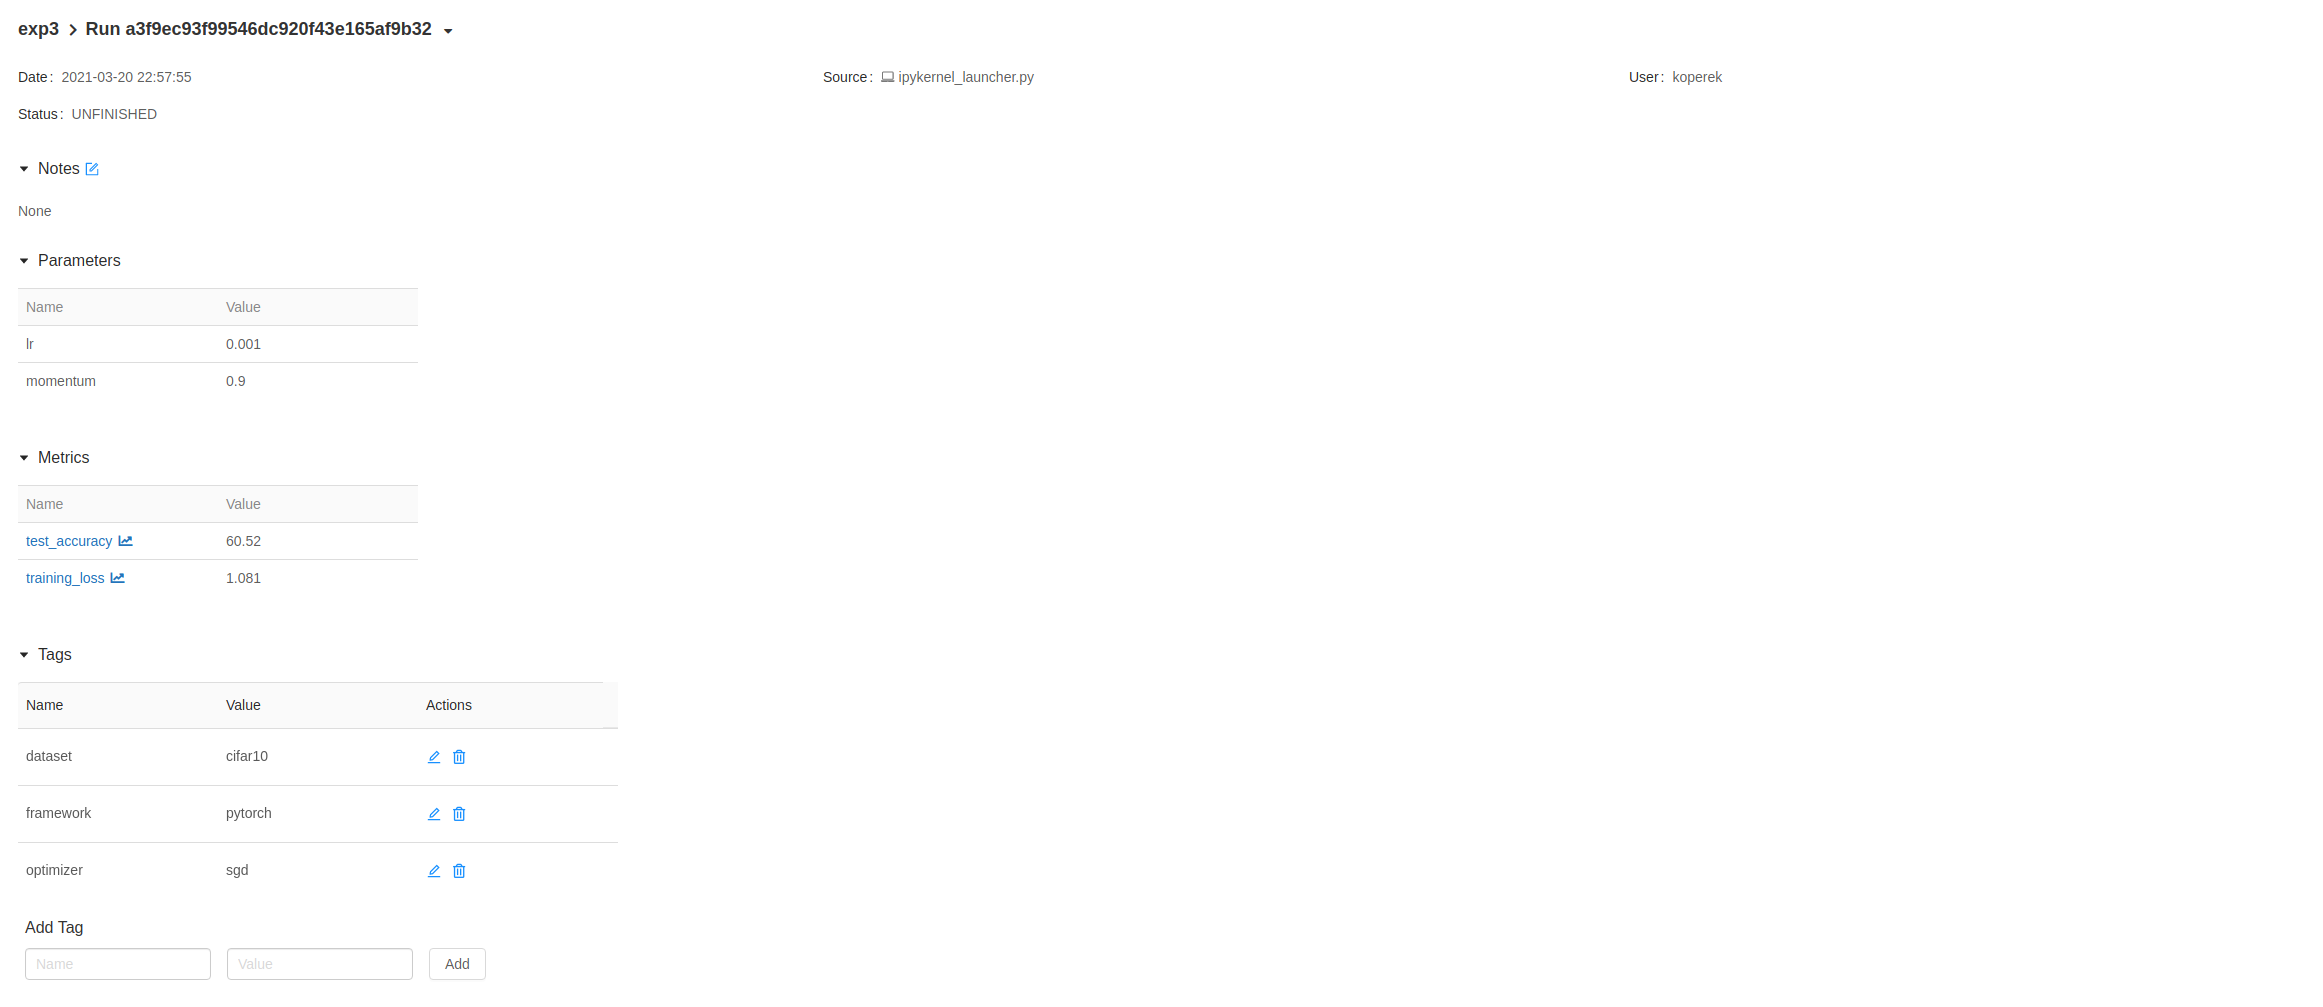 exp3 > Run a3f9ec93f99546dc920f43e165af9b32
Date: 2021-03-20 22:57:55 Source: ipykernel_launcher.py User: koperek
Status: UNFINISHED
Notes
None
Parameters
Name Value
lr 0.001
momentum 0.9
Metrics
Name Value
test_accuracy 60.52
training_loss 1.081
Tags
Name Value Actions
dataset cifar10
framework pytorch
optimizer sgd
Add Tag
Name Value Add